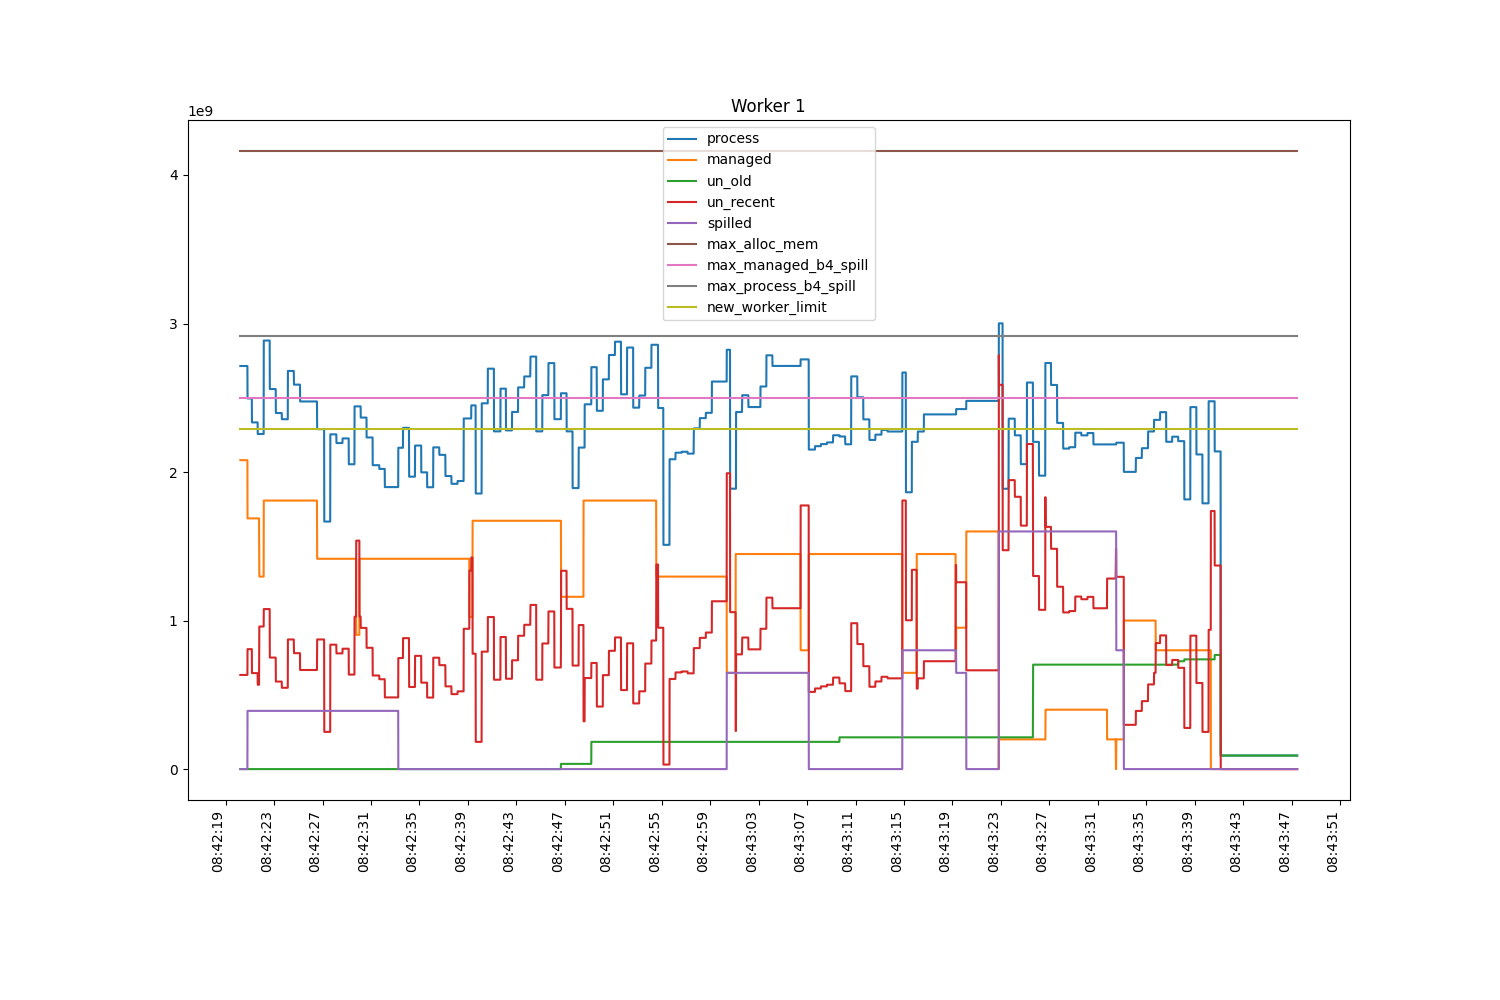 Worker 1
1e9
process
managed
un_old
un_recent
spilled
max_alloc_mem
max_managed_b4_spill
max_process_b4_spill
new_worker_limit
4
3
2
1
0
08:42:19
08:42:23
08:42:27
08:42:31
08:42:35
08:42:39
08:42:43
08:42:47
08:42:51
08:42:55
08:42:59
08:43:03
08:43:07
08:43:11
08:43:15
08:43:19
08:43:23
08:43:27
08:43:31
08:43:35
08:43:39
08:43:43
08:43:47
08:43:51